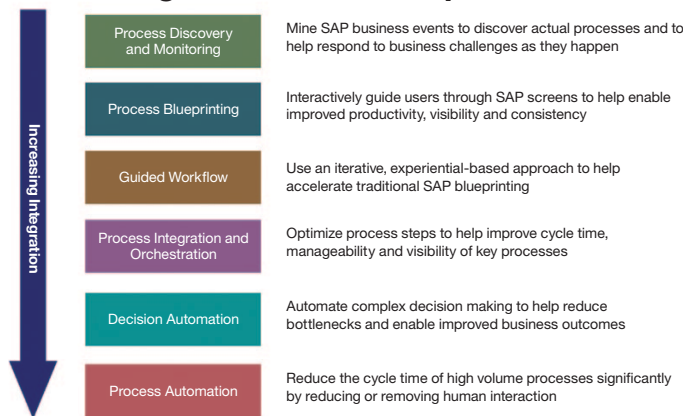 Process Discovery
and Monitoring
Mine SAP business events to discover actual processes and to
help respond to business challenges as they happen
Process Blueprinting
Interactively guide users through SAP screens to help enable
improved productivity, visibility and consistency
Guided Workflow
Use an iterative, experiential-based approach to help
accelerate traditional SAP blueprinting
Increasing Integration
Process Integration and
Orchestration
Optimize process steps to help improve cycle time,
manageability and visibility of key processes
Decision Automation
Automate complex decision making to help reduce
bottlenecks and enable improved business outcomes
Process Automation
Reduce the cycle time of high volume processes significantly
by reducing or removing human interaction